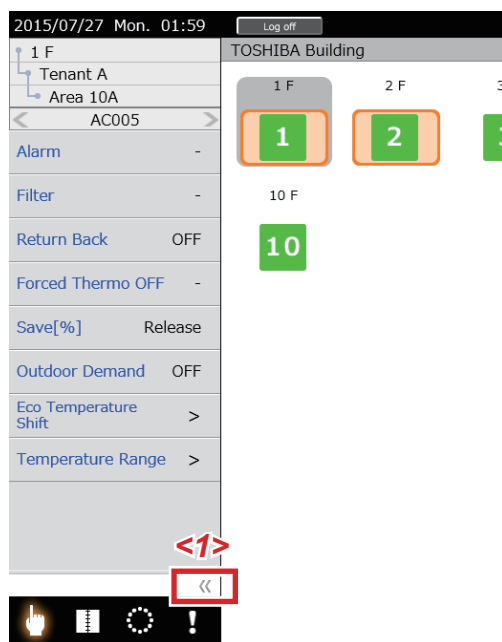 2015/07/27 Mon. 01:59
Log off
1 F
Tenant A
Area 10A
< AC005 >
Alarm -
Filter -
Return Back OFF
Forced Thermo OFF -
Save[%] Release
Outdoor Demand OFF
Eco Temperature
Shift >
Temperature Range >
<1>
«
!
TOSHIBA Building
1 F 2 F 3
1 2 3
10 F
10